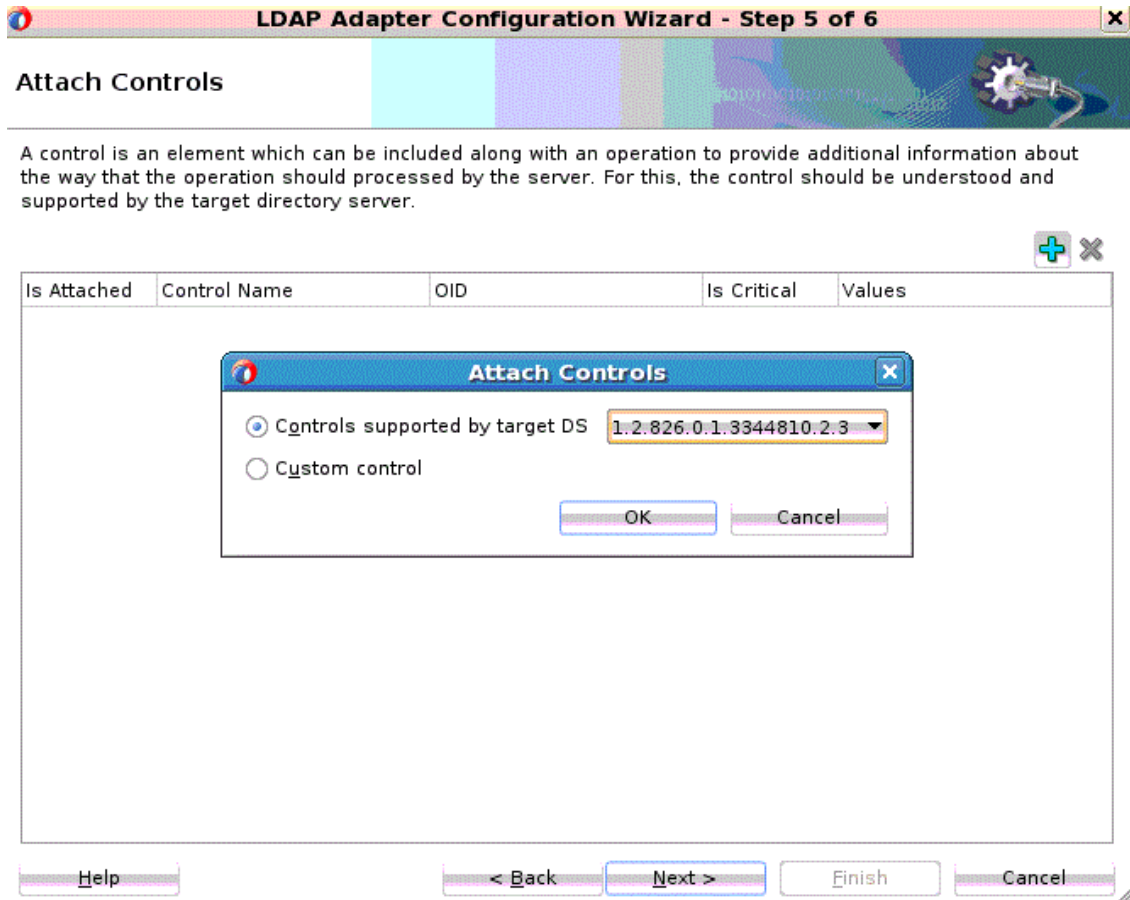 LDAP Adapter Configuration Wizard - Step 5 of 6
Attach Controls
A control is an element which can be included along with an operation to provide additional information about
the way that the operation should processed by the server. For this, the control should be understood and
supported by the target directory server.
Is Attached Control Name OID Is Critical Values
Attach Controls
Controls supported by target DS 1.2.826.0.1.3344810.2.3
Custom control
OK Cancel
Help < Back Next > Finish Cancel